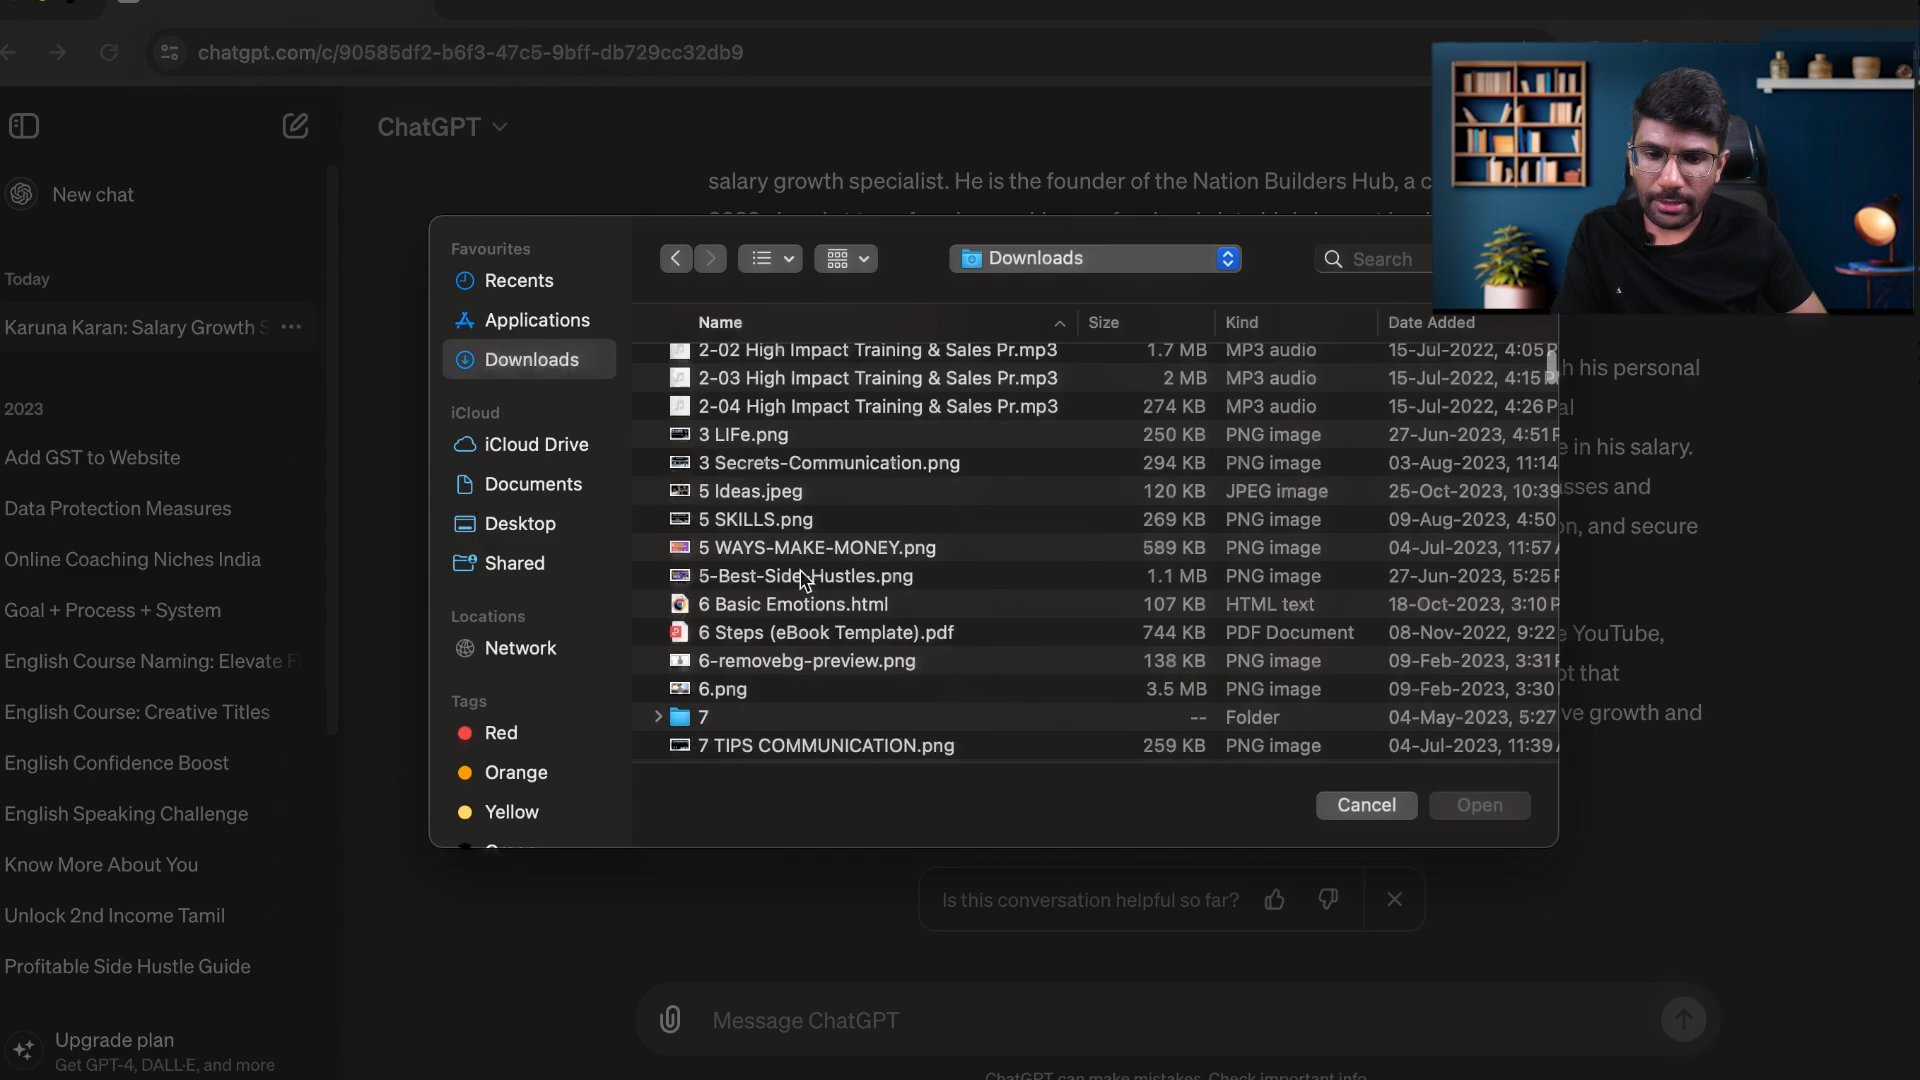 chatgpt.com/c/90585df2-b6f3-47c5-9bff-db729cc32db9
ChatGPT
New chat
Today
Karuna Karan: Salary Growth S
2023
Add GST to Website
Data Protection Measures
Online Coaching Niches India
Goal + Process + System
English Course Naming: Elevate F
English Course: Creative Titles
English Confidence Boost
English Speaking Challenge
Know More About You
Unlock 2nd Income Tamil
Profitable Side Hustle Guide
Upgrade plan
Get GPT-4, DALL·E, and more
salary growth specialist. He is the founder of the Nation Builders Hub, a c
Favourites
Recents
Applications
Downloads
iCloud
iCloud Drive
Documents
Desktop
Shared
Locations
Network
Tags
Red
Orange
Yellow
Downloads
Search
Name Size Kind Date Added
2-02 High Impact Training & Sales Pr.mp3 1.7 MB MP3 audio 15-Jul-2022, 4:05 P
2-03 High Impact Training & Sales Pr.mp3 2 MB MP3 audio 15-Jul-2022, 4:15
2-04 High Impact Training & Sales Pr.mp3 274 KB MP3 audio 15-Jul-2022, 4:26 P
3 LIFe.png 250 KB PNG image 27-Jun-2023, 4:51 P
3 Secrets-Communication.png 294 KB PNG image 03-Aug-2023, 11:14
5 Ideas.jpeg 120 KB JPEG image 25-Oct-2023, 10:39
5 SKILLS.png 269 KB PNG image 09-Aug-2023, 4:50
5 WAYS-MAKE-MONEY.png 589 KB PNG image 04-Jul-2023, 11:57 A
5-Best-Side-Hustles.png 1.1 MB PNG image 27-Jun-2023, 5:25 P
6 Basic Emotions.html 107 KB HTML text 18-Oct-2023, 3:10 P
6 Steps (eBook Template).pdf 744 KB PDF Document 08-Nov-2022, 9:22
6-removebg-preview.png 138 KB PNG image 09-Feb-2023, 3:31 P
6.png 3.5 MB PNG image 09-Feb-2023, 3:30
7 -- Folder 04-May-2023, 5:27
7 TIPS COMMUNICATION.png 259 KB PNG image 04-Jul-2023, 11:39 A
Cancel
Open
h his personal
al
e in his salary.
sses and
n, and secure
e YouTube,
ot that
ve growth and
Is this conversation helpful so far?
Message ChatGPT
ChatGPT can make mistakes. Check important info.